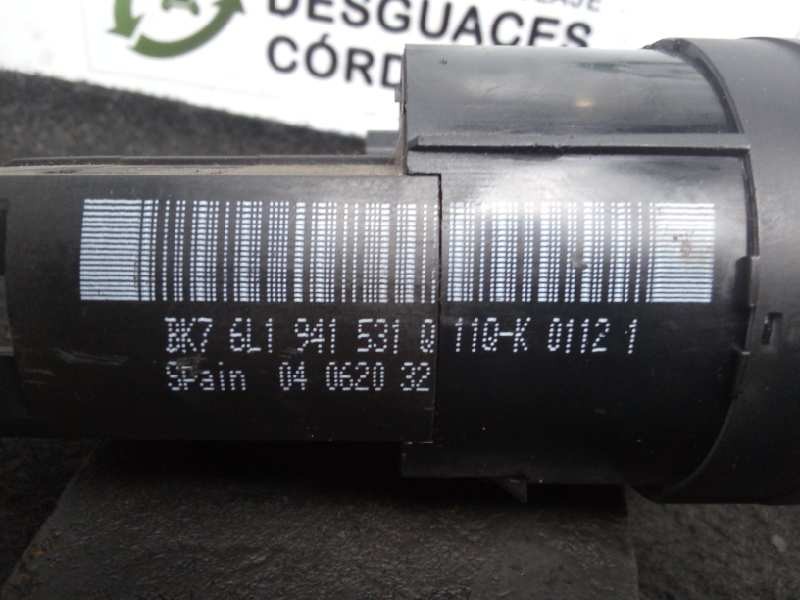 DESGUACES
CÓRD
BK7 6L1 941 531 Q 11Q-K 0112 1
SPain 04 0620 32